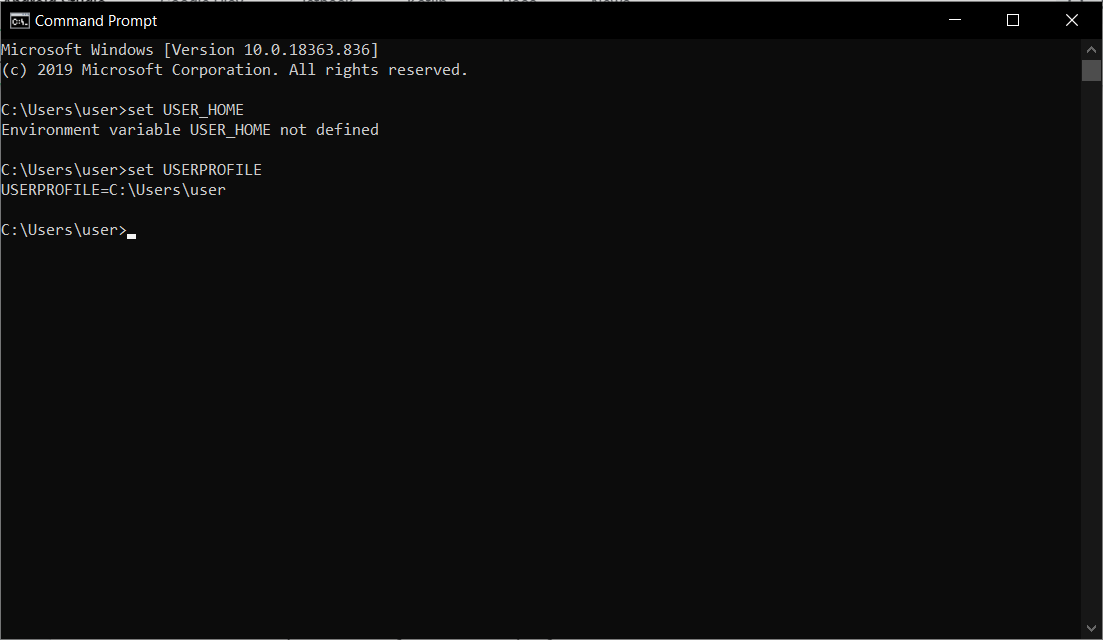 Command Prompt
Microsoft Windows [Version 10.0.18363.836]
(c) 2019 Microsoft Corporation. All rights reserved.
C:\Users\user>set USER_HOME
Environment variable USER_HOME not defined
C:\Users\user>set USERPROFILE
USERPROFILE=C:\Users\user
C:\Users\user>